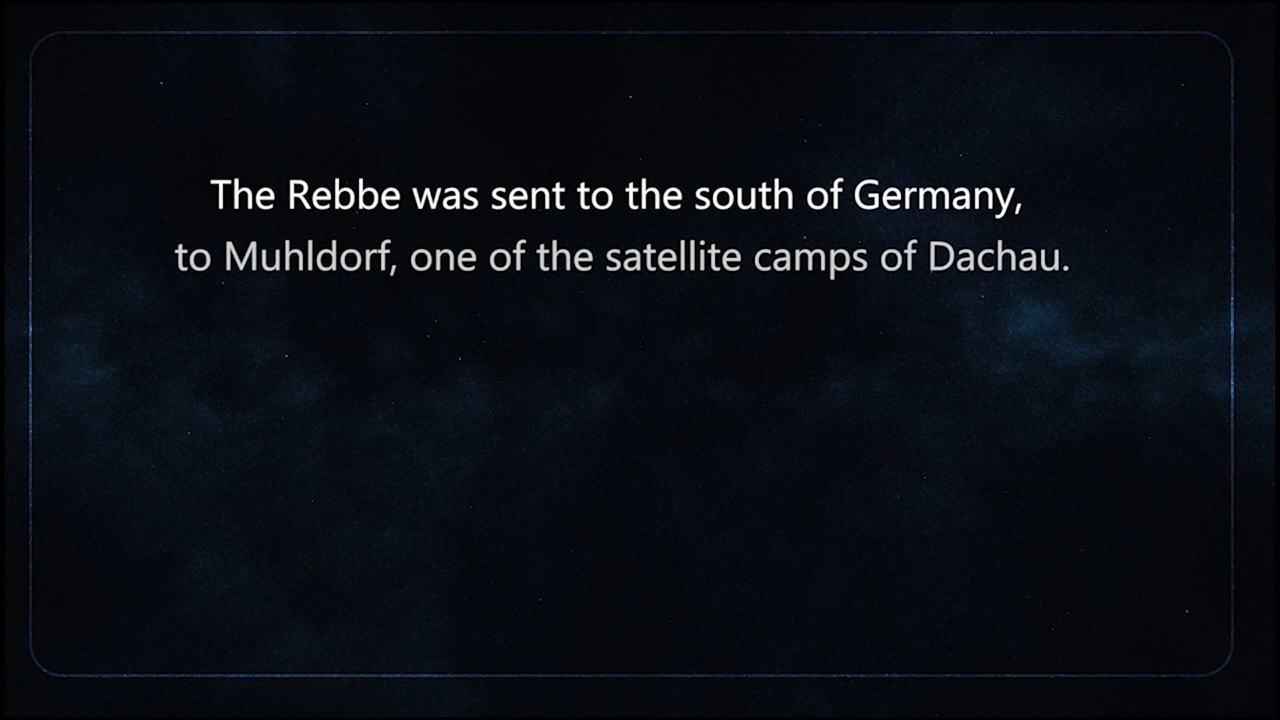 The Rebbe was sent to the south of Germany,
to Muhldorf, one of the satellite camps of Dachau.